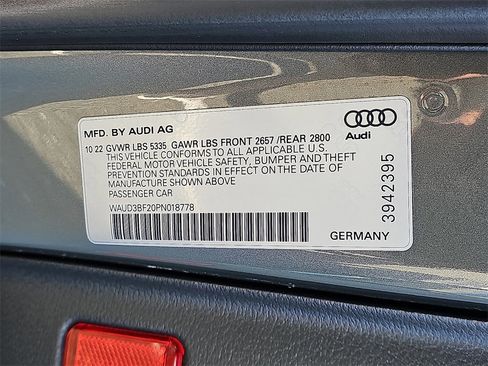 MFD. BY AUDI AG
Audi
10 22 GVWR LBS 5335 GAWR LBS FRONT 2657 /REAR 2800
THIS VEHICLE CONFORMS TO ALL APPLICABLE U.S.
FEDERAL MOTOR VEHICLE SAFETY, BUMPER AND THEFT
PREVENTION STANDARDS IN EFFECT ON THE DATE OF
MANUFACTURE SHOWN ABOVE
PASSENGER CAR
WAUD3BF20PN018778
3942395
GERMANY